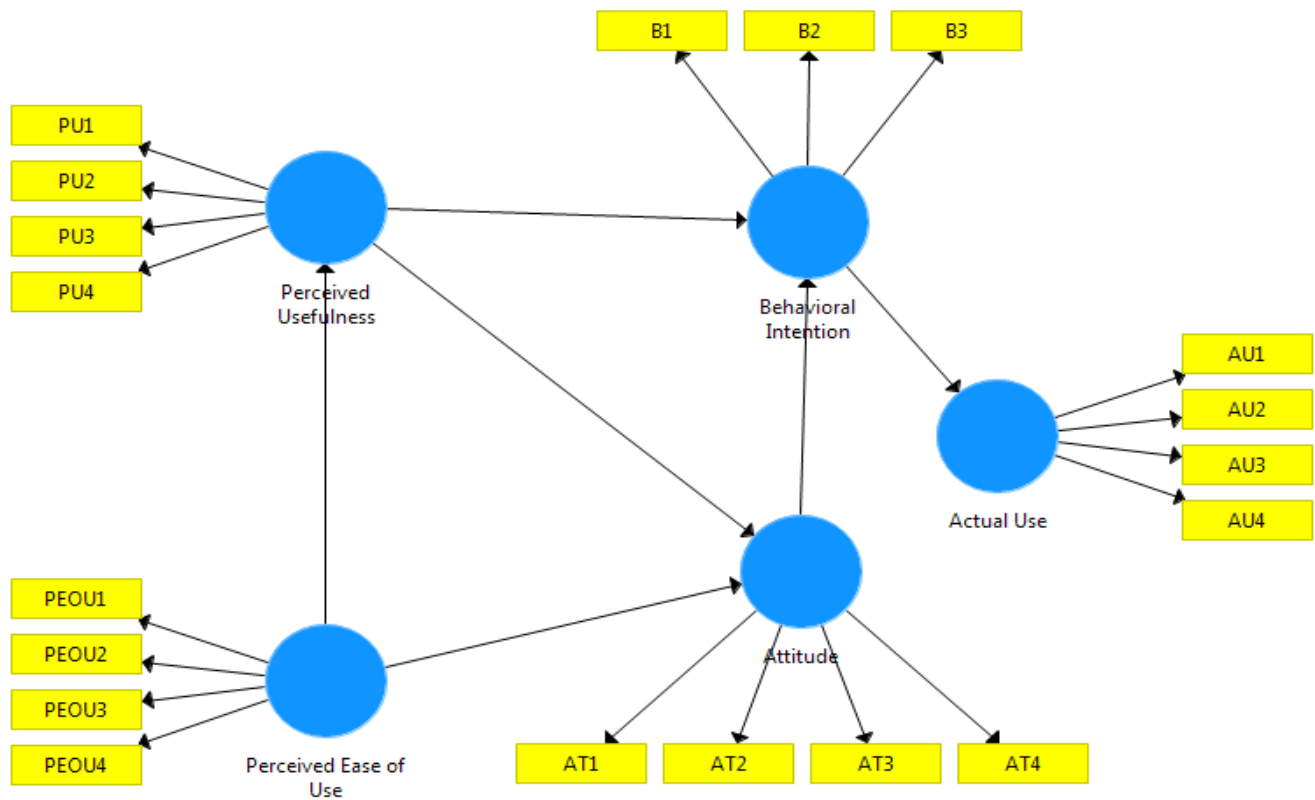 B1
B2
B3
PU1
PU2
PU3
PU4
Perceived
Usefulness
Behavioral
Intention
AU1
AU2
AU3
AU4
Actual Use
PEOU1
PEOU2
PEOU3
PEOU4
Perceived Ease of
Use
Attitude
AT1
AT2
AT3
AT4